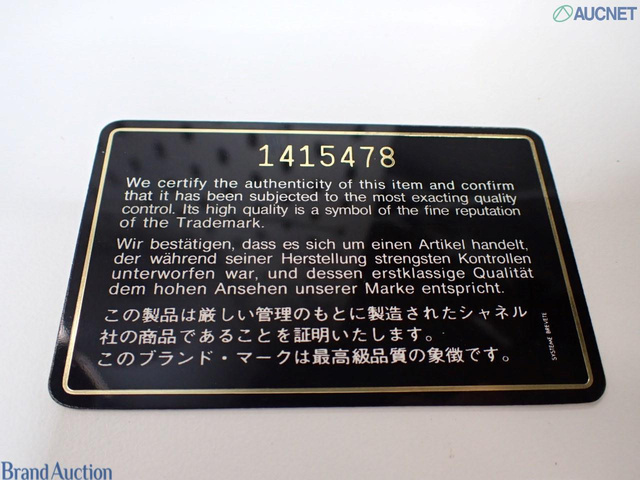 AUCNET
1415478
We certify the authenticity of this item and confirm
that it has been subjected to the most exacting quality
control. Its high quality is a symbol of the fine reputation
of the Trademark.
Wir bestätigen, dass es sich um einen Artikel handelt,
der während seiner Herstellung strengsten Kontrollen
unterworfen war, und dessen erstklassige Qualität
dem hohen Ansehen unserer Marke entspricht.
この製品は厳しい管理のもとに製造されたシャネル
社の商品であることを証明いたします。
このブランド・マークは最高級品質の象徴です。
SYSTEME BREVETE
Brand Auction